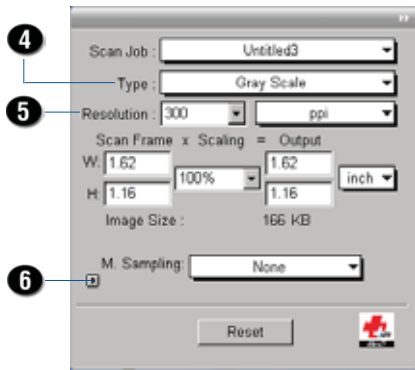 4
Scan Job : Untitled3
Type : Gray Scale
5
Resolution : 300 ppi
Scan Frame x Scaling = Output
W: 1.62 100% 1.62 inch
H: 1.16 1.16
Image Size : 166 KB
6
M. Sampling: None
Reset